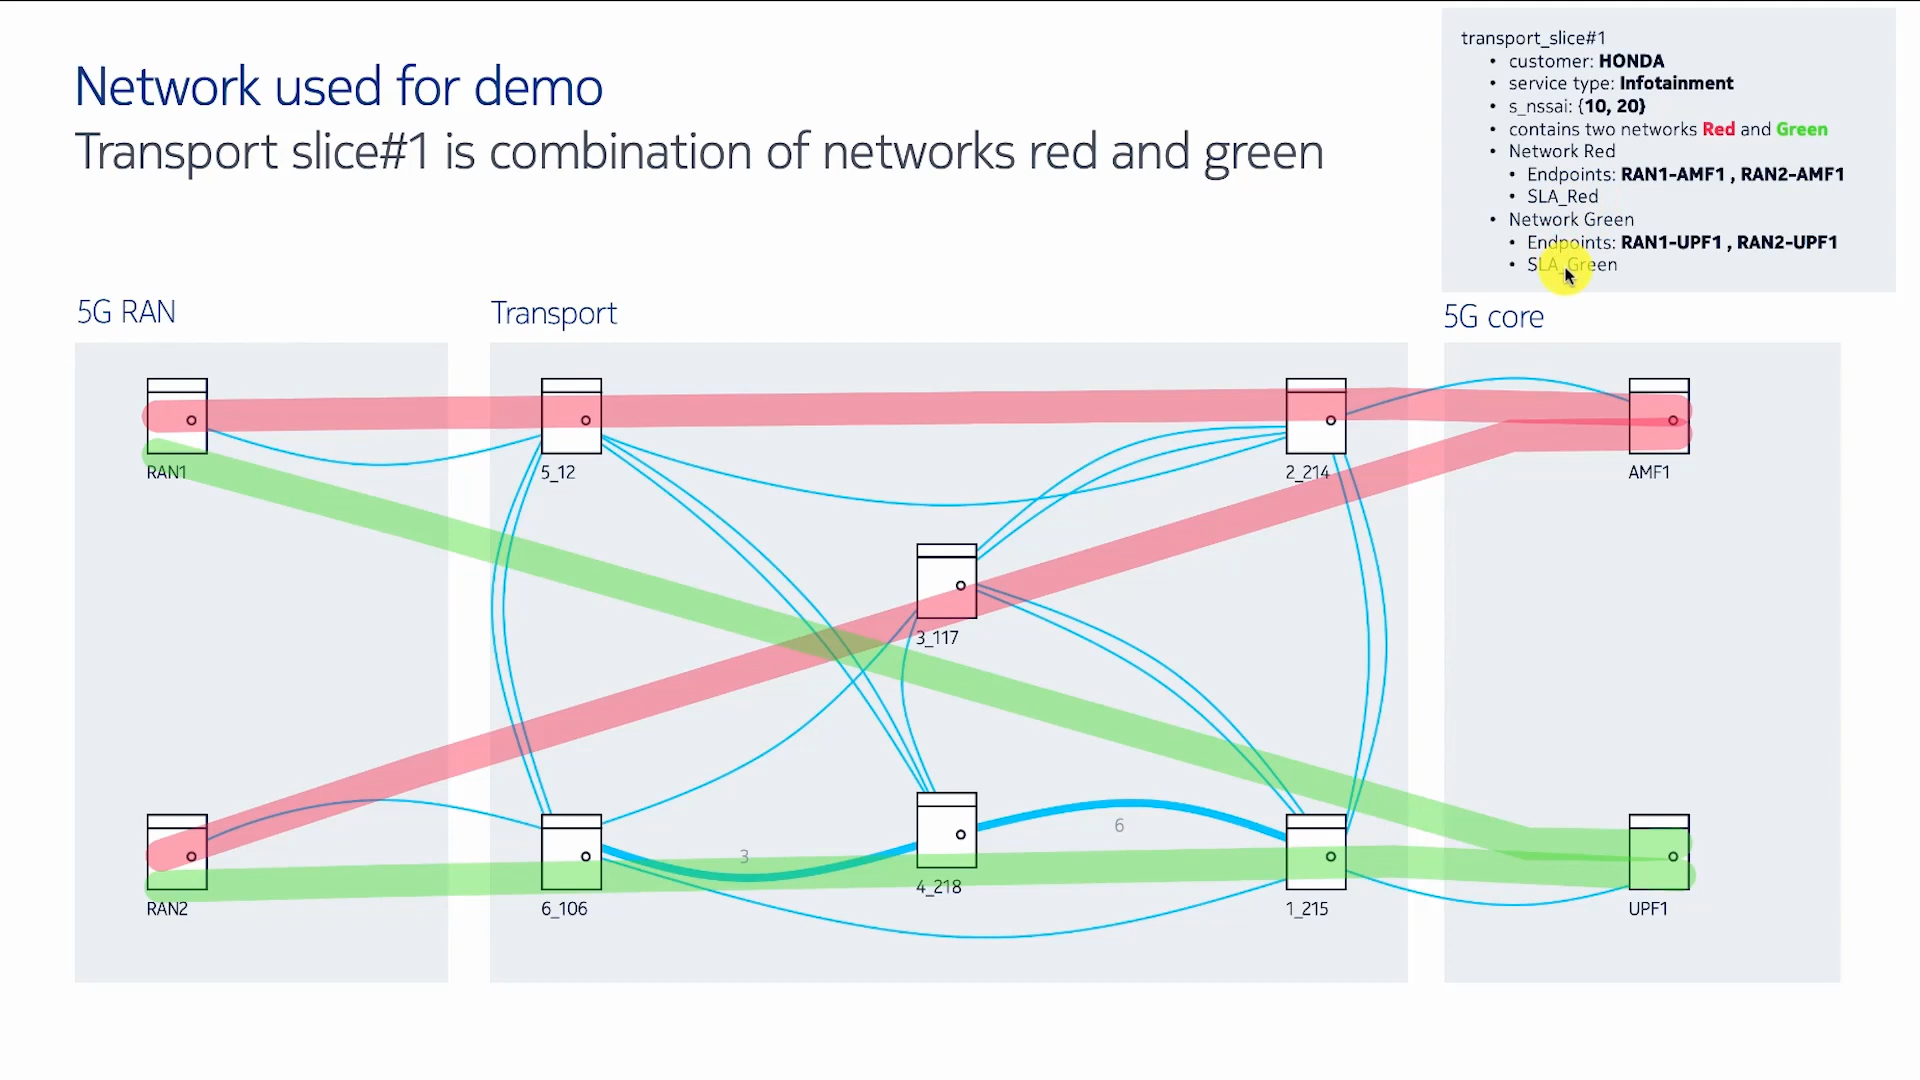 Network used for demo
Transport slice#1 is combination of networks red and green
transport_slice#1
• customer: HONDA
• service type: Infotainment
• s_nssai: {10, 20}
• contains two networks Red and Green
• Network Red
• Endpoints: RAN1-AMF1 , RAN2-AMF1
• SLA_Red
• Network Green
• Endpoints: RAN1-UPF1 , RAN2-UPF1
• SLA_Green
5G RAN
Transport
5G core
RAN1
5_12
2_214
AMF1
3_117
3
6
4_218
RAN2
6_106
1_215
UPF1